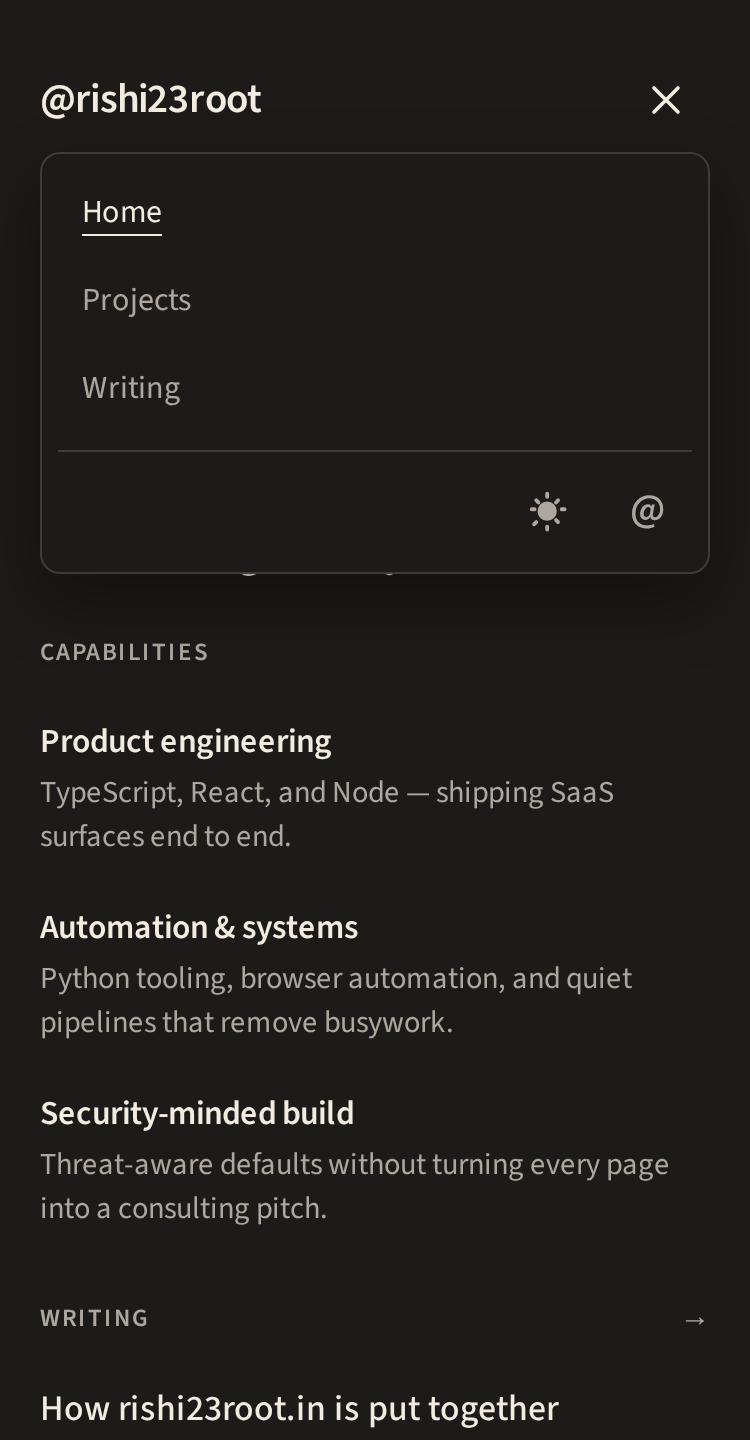 @rishi23root
Home
Projects
Writing
@
CAPABILITIES
Product engineering
TypeScript, React, and Node — shipping SaaS
surfaces end to end.
Automation & systems
Python tooling, browser automation, and quiet
pipelines that remove busywork.
Security-minded build
Threat-aware defaults without turning every page
into a consulting pitch.
WRITING →
How rishi23root.in is put together